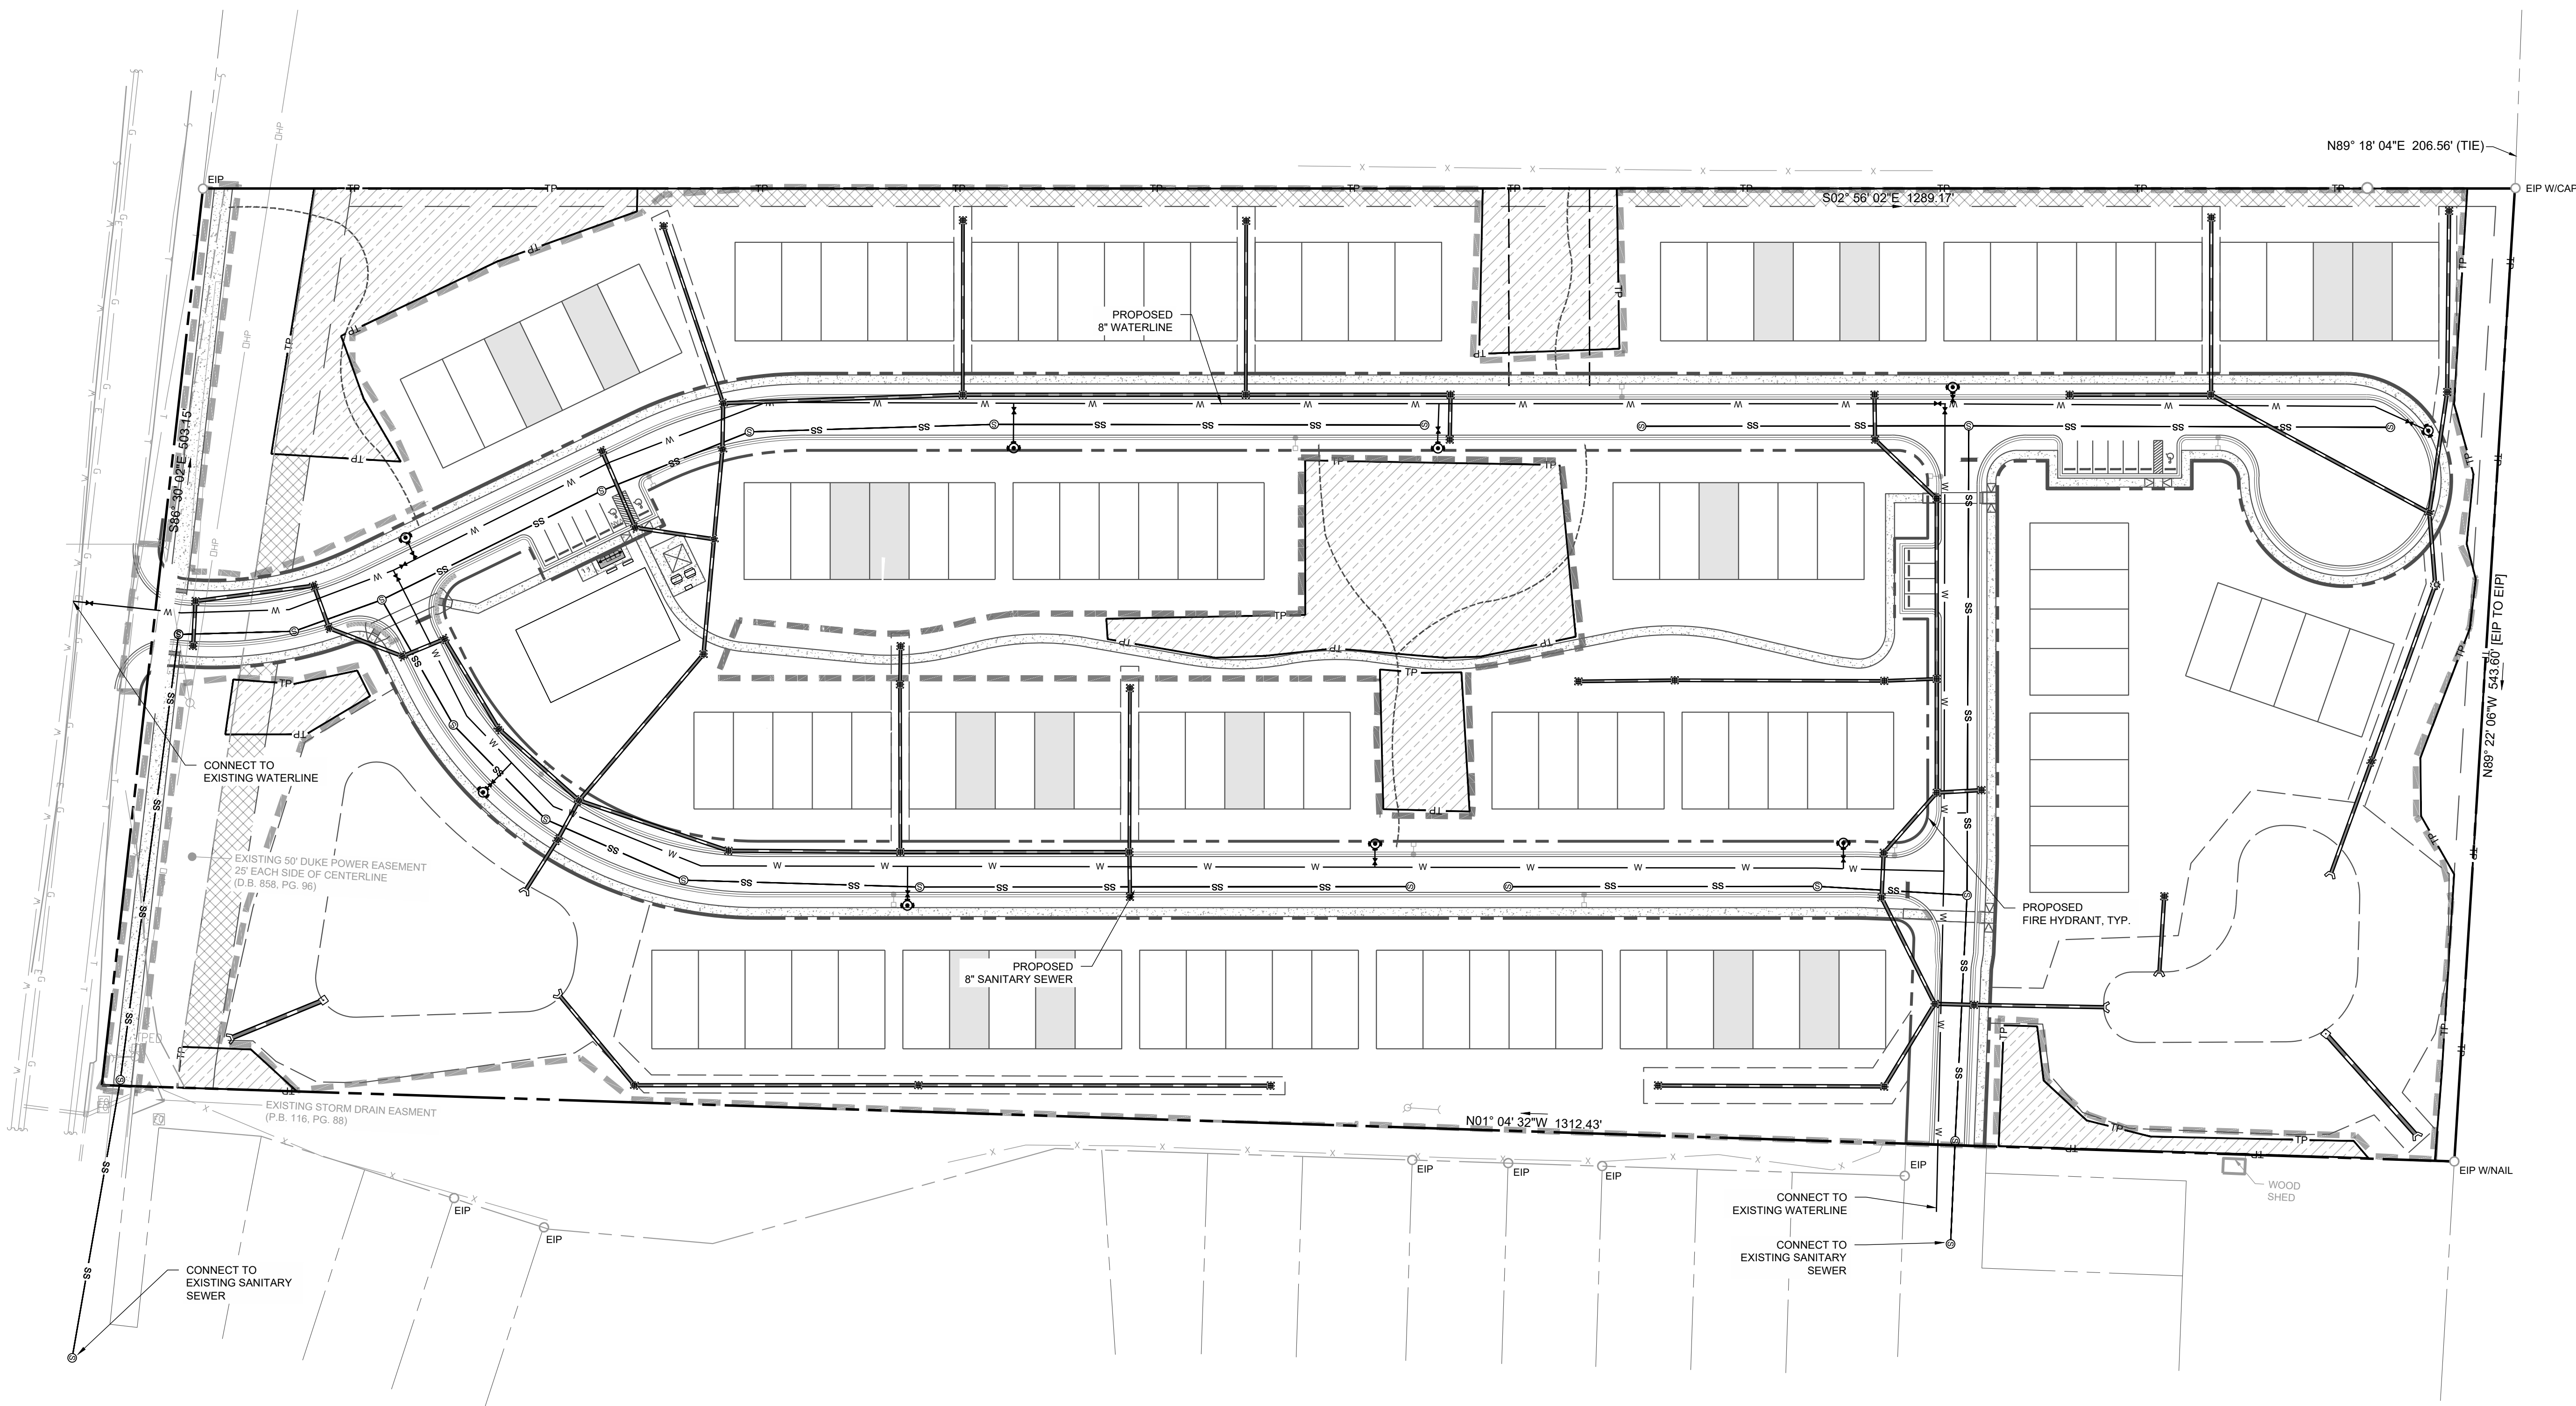 N89° 18' 04"E 206.56' (TIE)
EIP
EIP W/CAP
S02° 56' 02"E 1289.17'
PROPOSED
8" WATERLINE
S86° 30' 02"E 503.15'
N89° 22' 06"W 543.60' [EIP TO EIP]
CONNECT TO
EXISTING WATERLINE
EXISTING 50' DUKE POWER EASEMENT
25' EACH SIDE OF CENTERLINE
(D.B. 858, PG. 96)
PROPOSED
FIRE HYDRANT, TYP.
PROPOSED
8" SANITARY SEWER
TPED
EXISTING STORM DRAIN EASMENT
(P.B. 116, PG. 88)
N01° 04' 32"W 1312.43'
EIP
EIP
EIP
EIP
EIP W/NAIL
WOOD
SHED
EIP
EIP
CONNECT TO
EXISTING WATERLINE
CONNECT TO
EXISTING SANITARY
SEWER
CONNECT TO
EXISTING SANITARY
SEWER